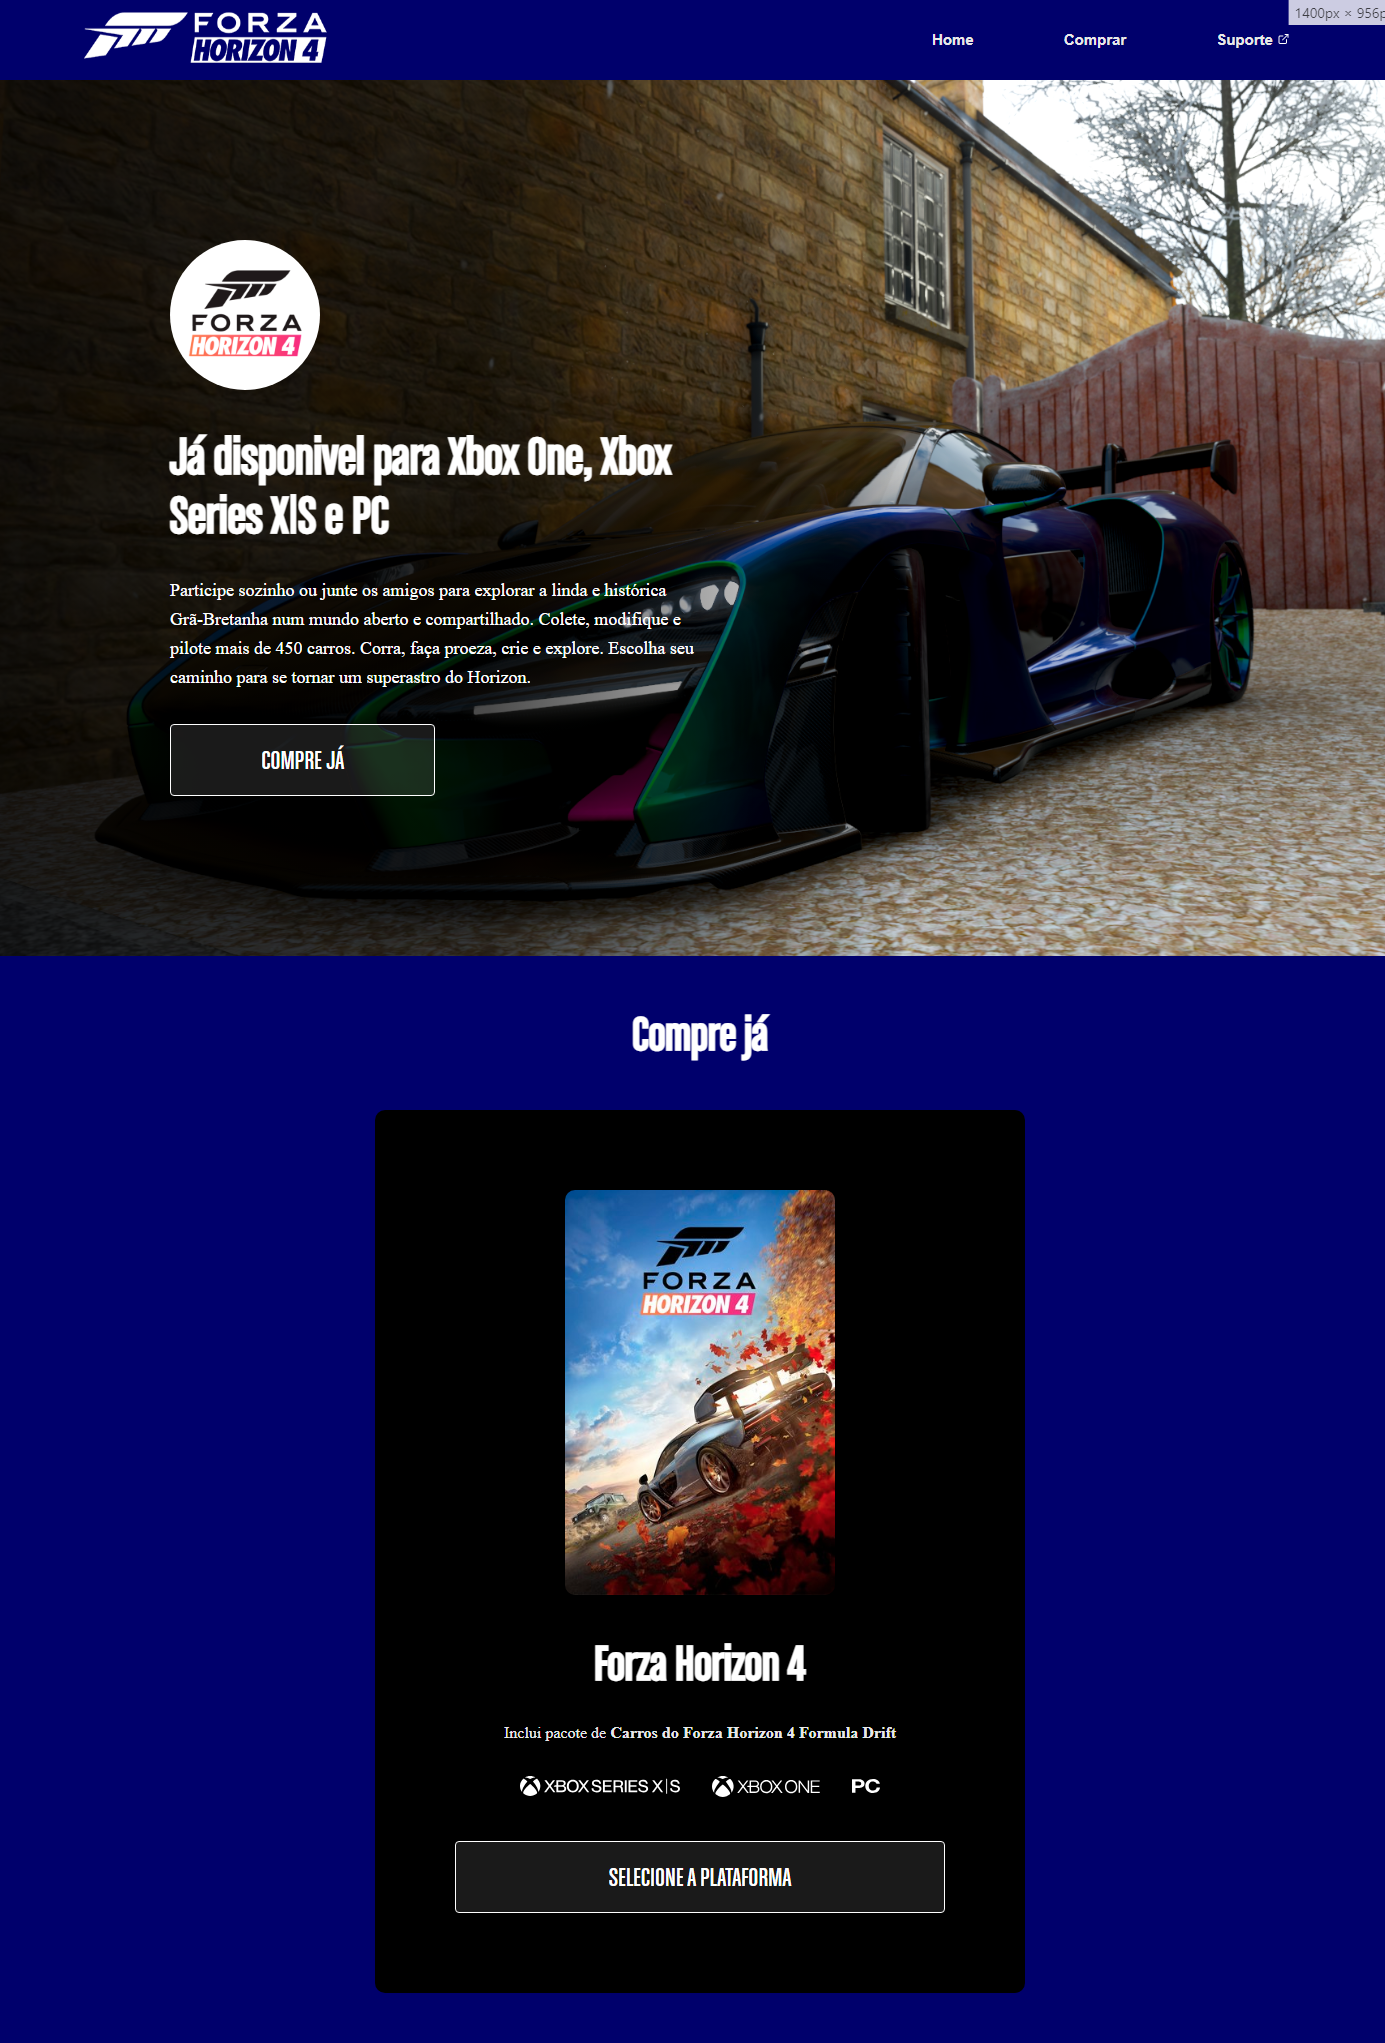 FORZA
HORIZON 4
Home
Comprar
Suporte
1400px × 956p
FORZA
HORIZON 4
Já disponivel para Xbox One, Xbox
Series X|S e PC
Participe sozinho ou junte os amigos para explorar a linda e histórica
Grã-Bretanha num mundo aberto e compartilhado. Colete, modifique e
pilote mais de 450 carros. Corra, faça proeza, crie e explore. Escolha seu
caminho para se tornar um superastro do Horizon.
COMPRE JÁ
Compre já
FORZA
HORIZON 4
Forza Horizon 4
Inclui pacote de Carros do Forza Horizon 4 Formula Drift
XBOX SERIES X|S
XBOX ONE
PC
SELECIONE A PLATAFORMA